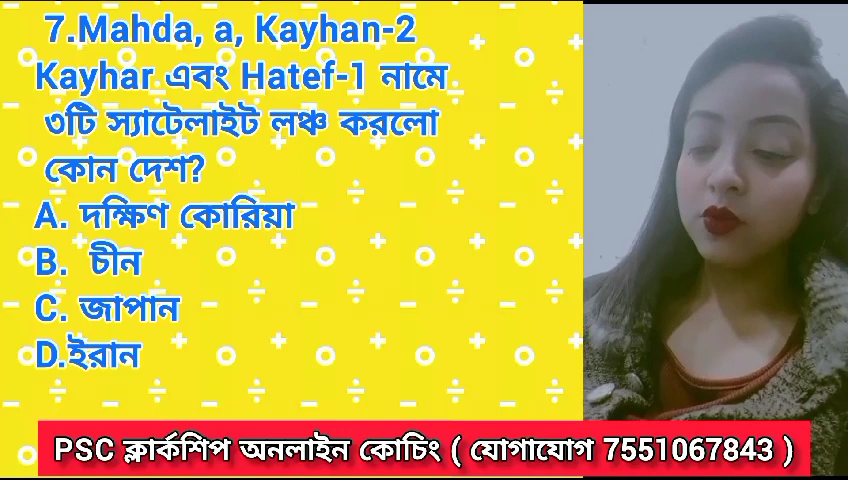 7.Mahda, a, Kayhan-2
Kayhar এবং Hatef-1 নামে
৩টি স্যাটেলাইট লঞ্চ করলো
কোন দেশ?
A. দক্ষিণ কোরিয়া
B. চীন
C. জাপান
D.ইরান
PSC ক্লার্কশিপ অনলাইন কোচিং ( যোগাযোগ 7551067843 )